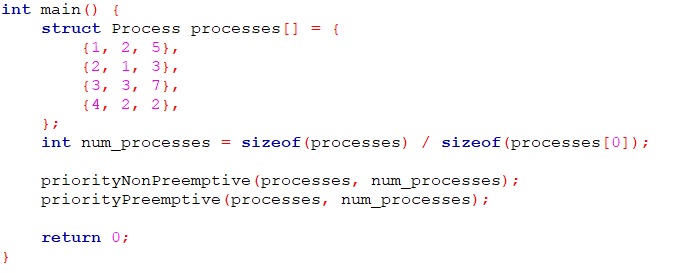 int main() {
    struct Process processes[] = {
        {1, 2, 5},
        {2, 1, 3},
        {3, 3, 7},
        {4, 2, 2},
    };
    int num_processes = sizeof(processes) / sizeof(processes[0]);

    priorityNonPreemptive(processes, num_processes);
    priorityPreemptive(processes, num_processes);

    return 0;
}